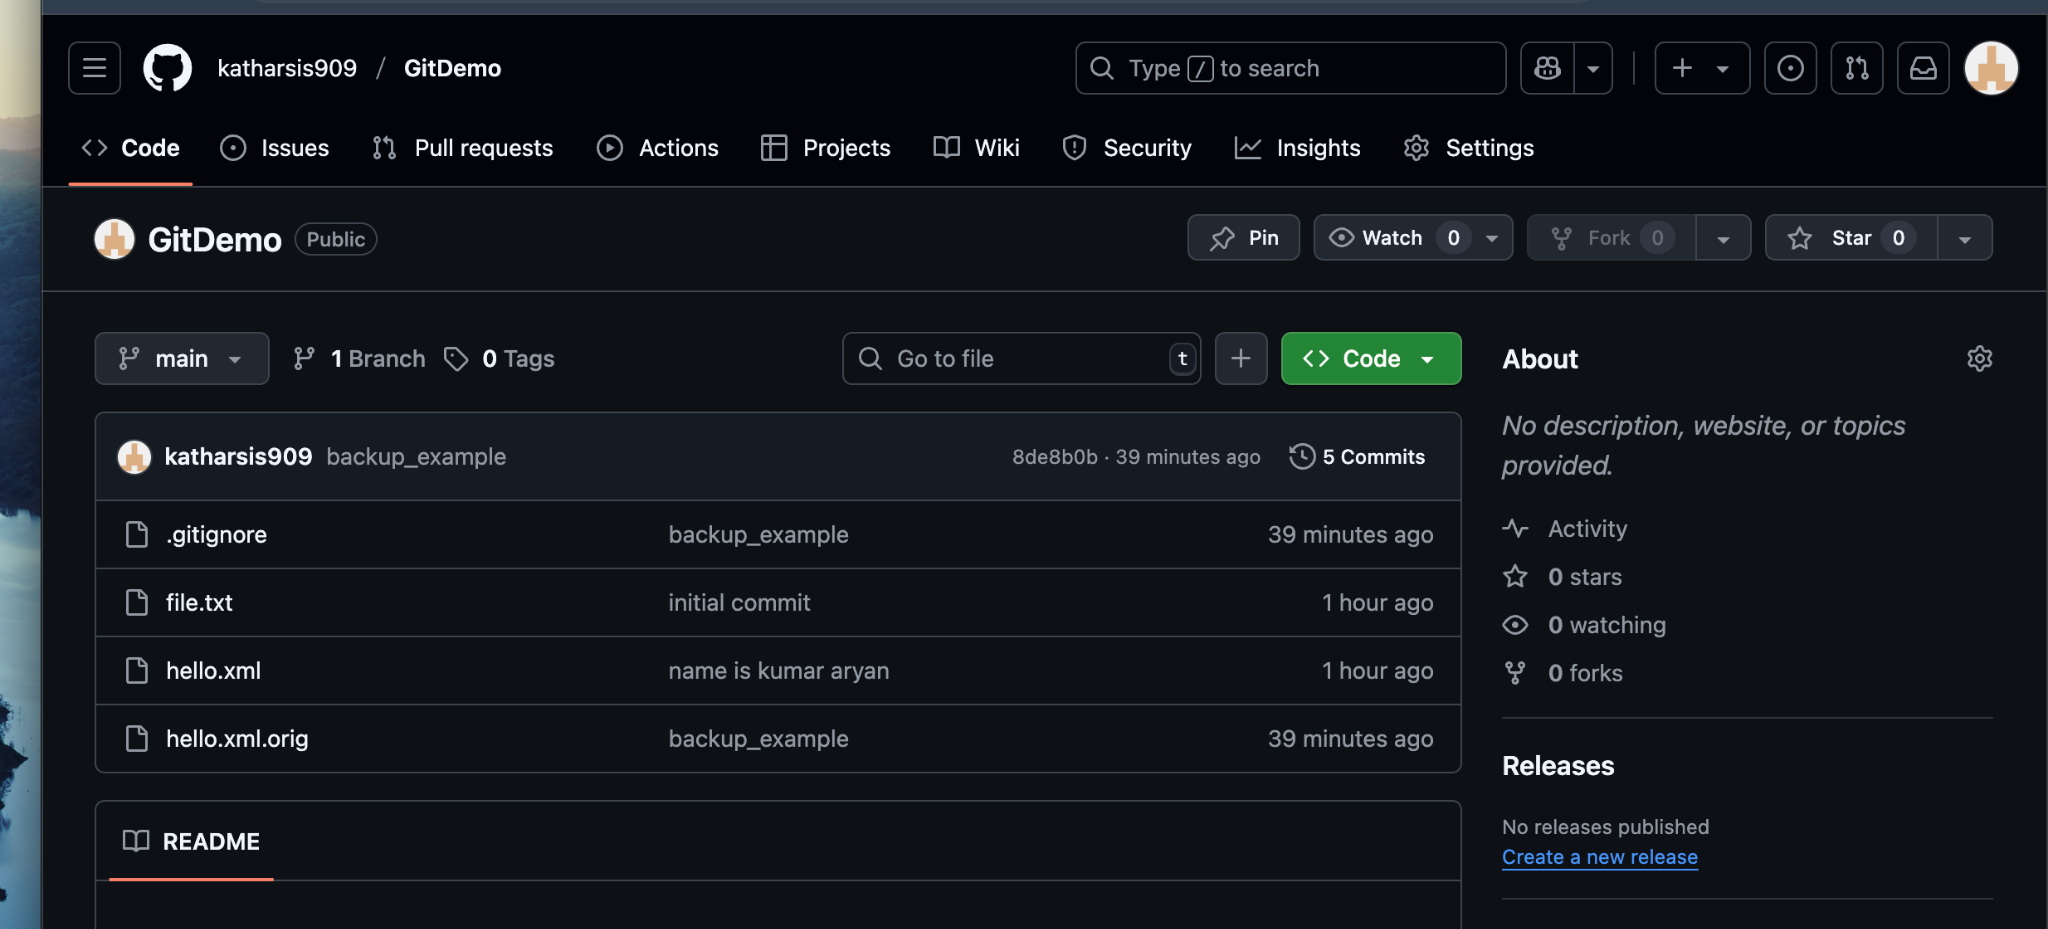 katharsis909 / GitDemo
Type / to search
Code Issues Pull requests Actions Projects Wiki Security Insights Settings
GitDemo Public
Pin Watch 0 Fork 0 Star 0
main 1 Branch 0 Tags
Go to file t
Code
katharsis909 backup_example 8de8b0b · 39 minutes ago 5 Commits
.gitignore backup_example 39 minutes ago
file.txt initial commit 1 hour ago
hello.xml name is kumar aryan 1 hour ago
hello.xml.orig backup_example 39 minutes ago
README
About
No description, website, or topics
provided.
Activity
0 stars
0 watching
0 forks
Releases
No releases published
Create a new release